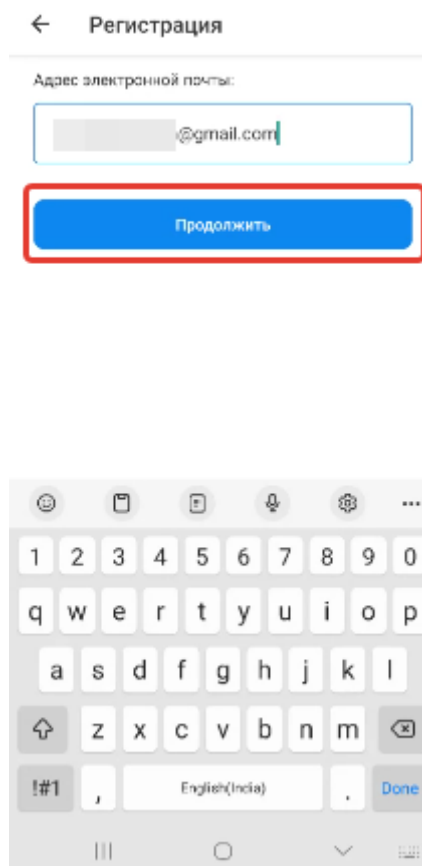 Регистрация
Адрес электронной почты:
@gmail.com
Продолжить
1 2 3 4 5 6 7 8 9 0
q w e r t y u i o p
a s d f g h j k l
z x c v b n m
!#1 , English(India) . Done